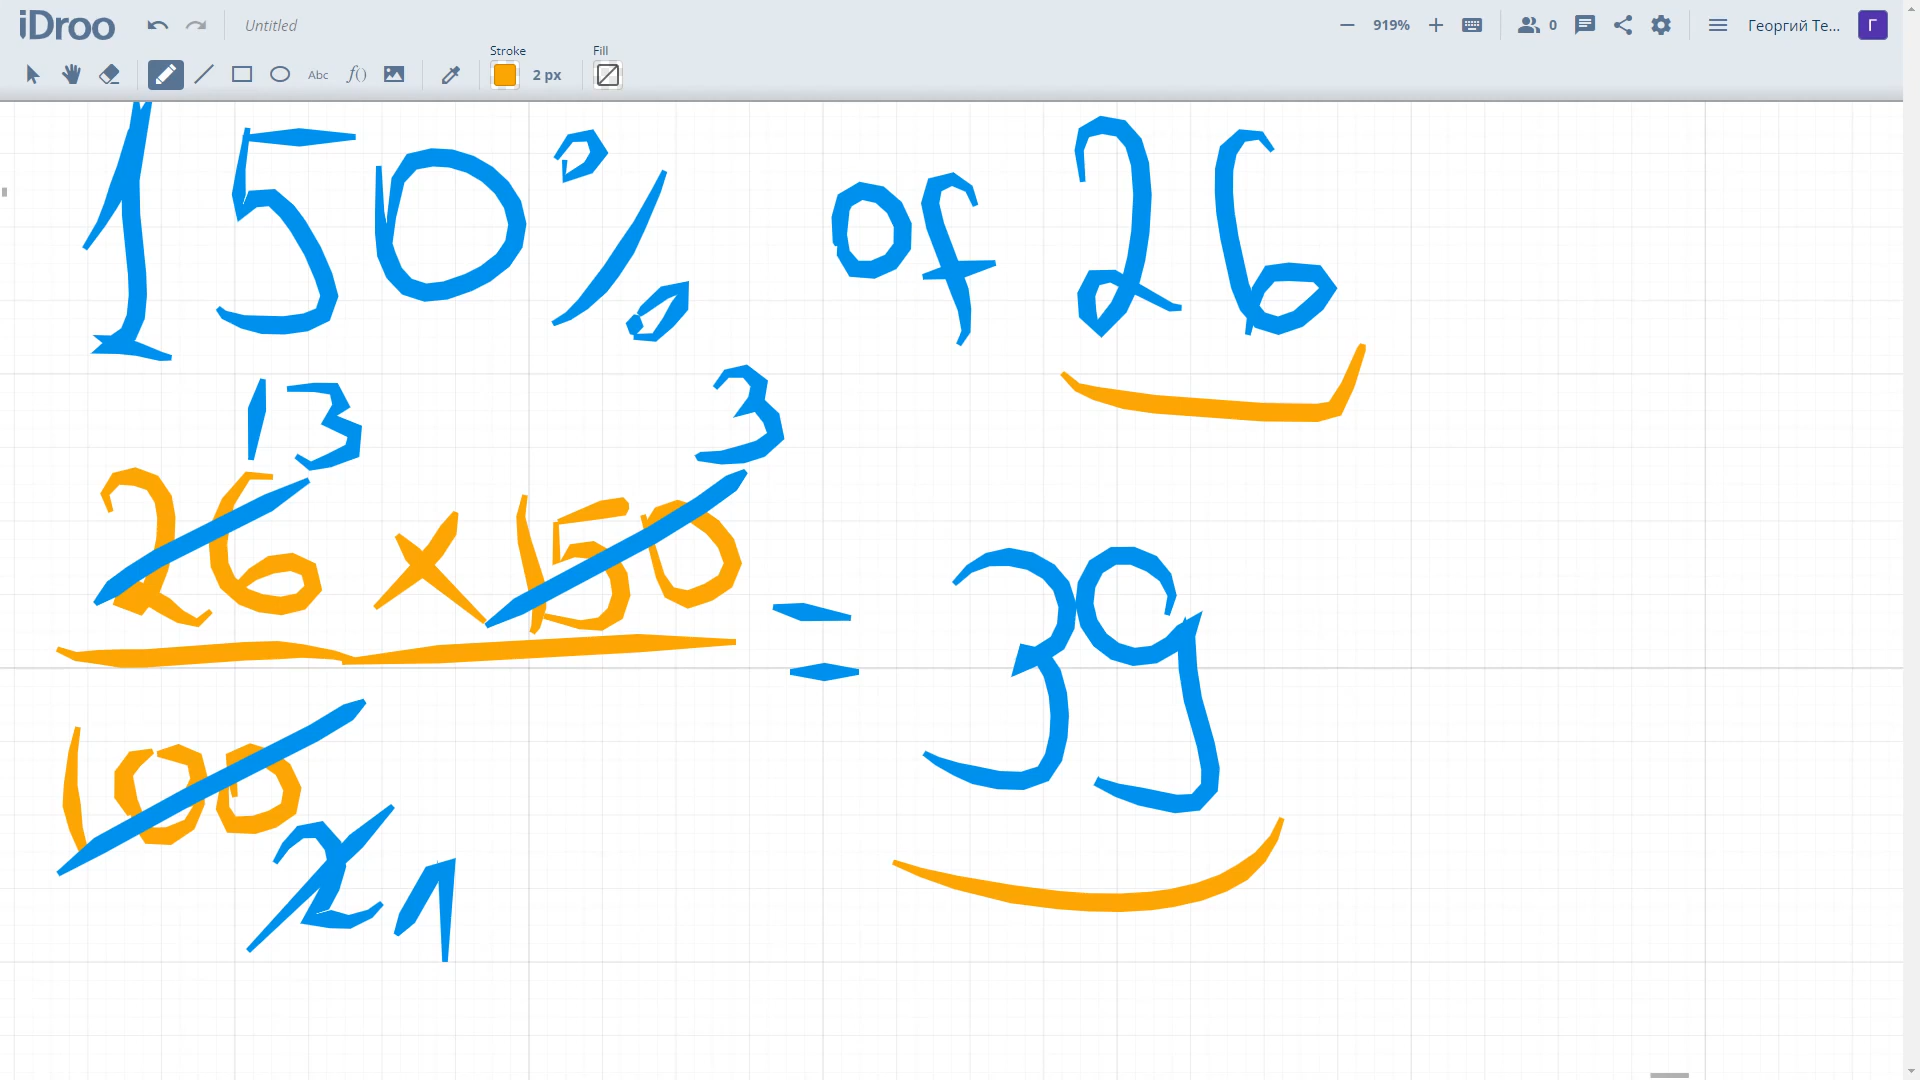 iDroo Untitled 919% 0 Георгий Те...
Stroke Fill
Abc f() 2 px
Г
150% of 26
13 3
26 × 150 = 39
100
2 1